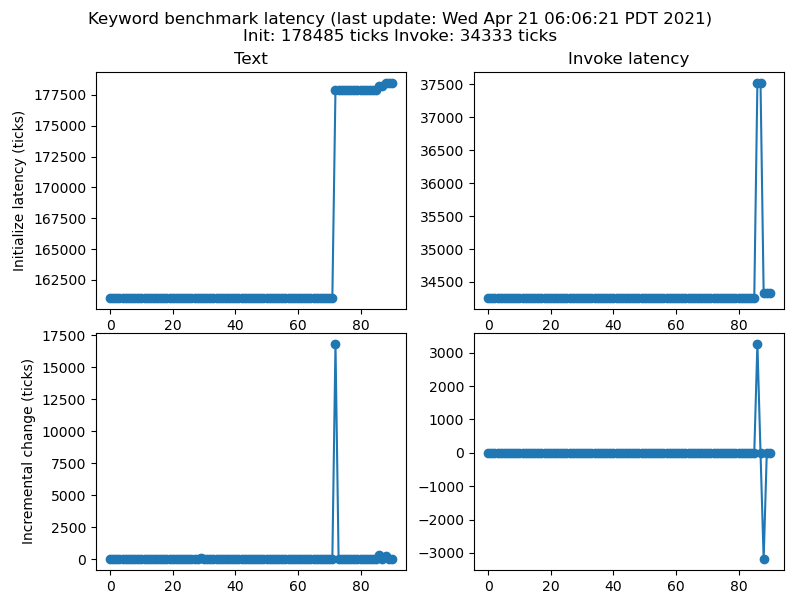 Keyword benchmark latency (last update: Wed Apr 21 06:06:21 PDT 2021)
Init: 178485 ticks Invoke: 34333 ticks
Text
Invoke latency
Initialize latency (ticks)
177500
175000
172500
170000
167500
165000
162500
0 20 40 60 80
37500
37000
36500
36000
35500
35000
34500
0 20 40 60 80
Incremental change (ticks)
17500
15000
12500
10000
7500
5000
2500
0
0 20 40 60 80
3000
2000
1000
0
−1000
−2000
−3000
0 20 40 60 80